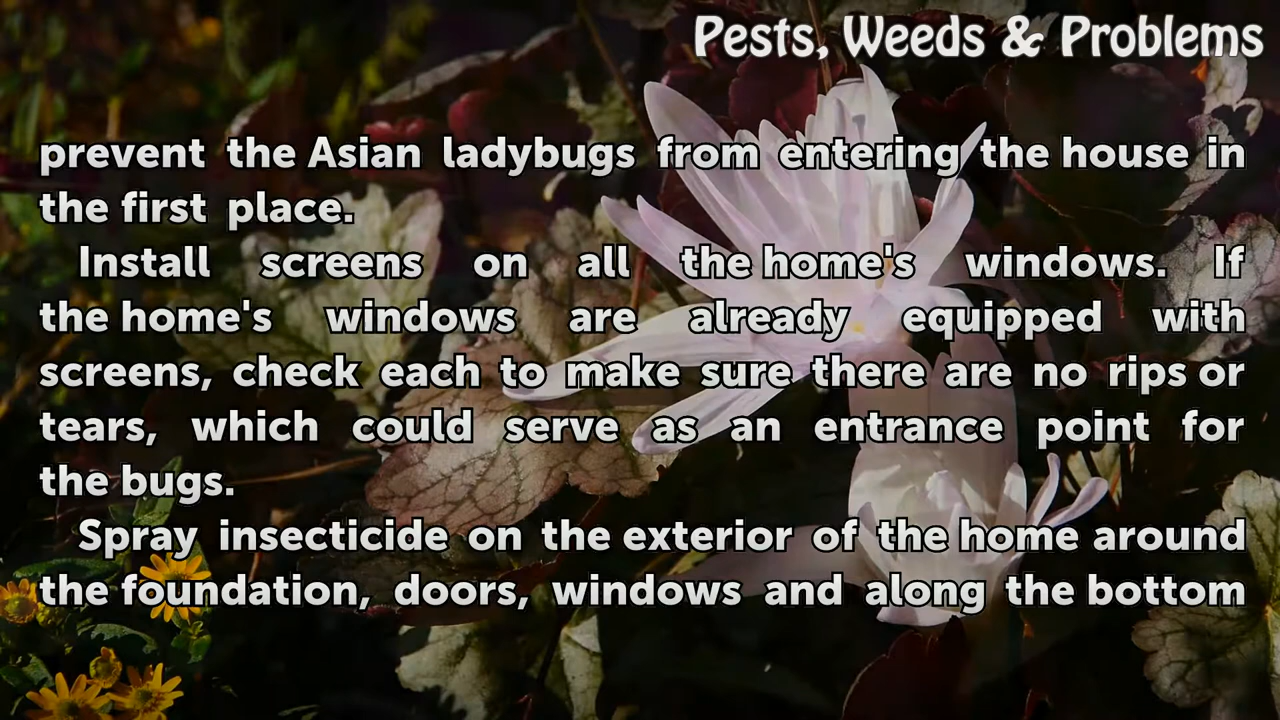 Pests, Weeds & Problems
prevent the Asian ladybugs from entering the house in
the first place.
Install screens on all the home's windows. If
the home's windows are already equipped with
screens, check each to make sure there are no rips or
tears, which could serve as an entrance point for
the bugs.
Spray insecticide on the exterior of the home around
the foundation, doors, windows and along the bottom